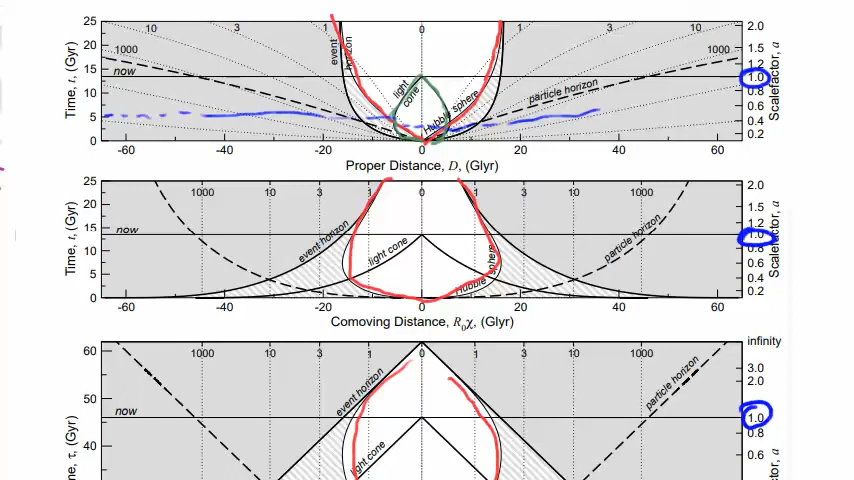 25 20 15 10 5 0
Time, t, (Gyr)
10 3 1 0 1 3 10
1000 1000
now
event horizon
light cone
Hubble sphere
particle horizon
2.0 1.5 1.2 1.0 0.8 0.6 0.4 0.2
Scalefactor, a
-60 -40 -20 0 20 40 60
Proper Distance, D, (Glyr)
25 20 15 10 5 0
Time, t, (Gyr)
1000 10 3 1 0 1 3 10 1000
now
event horizon
light cone
Hubble sphere
particle horizon
2.0 1.5 1.2 1.0 0.8 0.6 0.4 0.2
Scalefactor, a
-60 -40 -20 0 20 40 60
Comoving Distance, R₀χ, (Glyr)
infinity
60 50 40
me, τ, (Gyr)
1000 10 3 1 0 1 3 10 1000
now
event horizon
light cone
particle horizon
3.0 2.0 1.0 0.8 0.6
factor, a